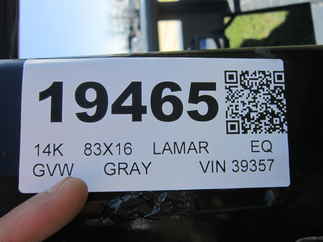 19465
14K 83X16 LAMAR EQ
GVW GRAY VIN 39357